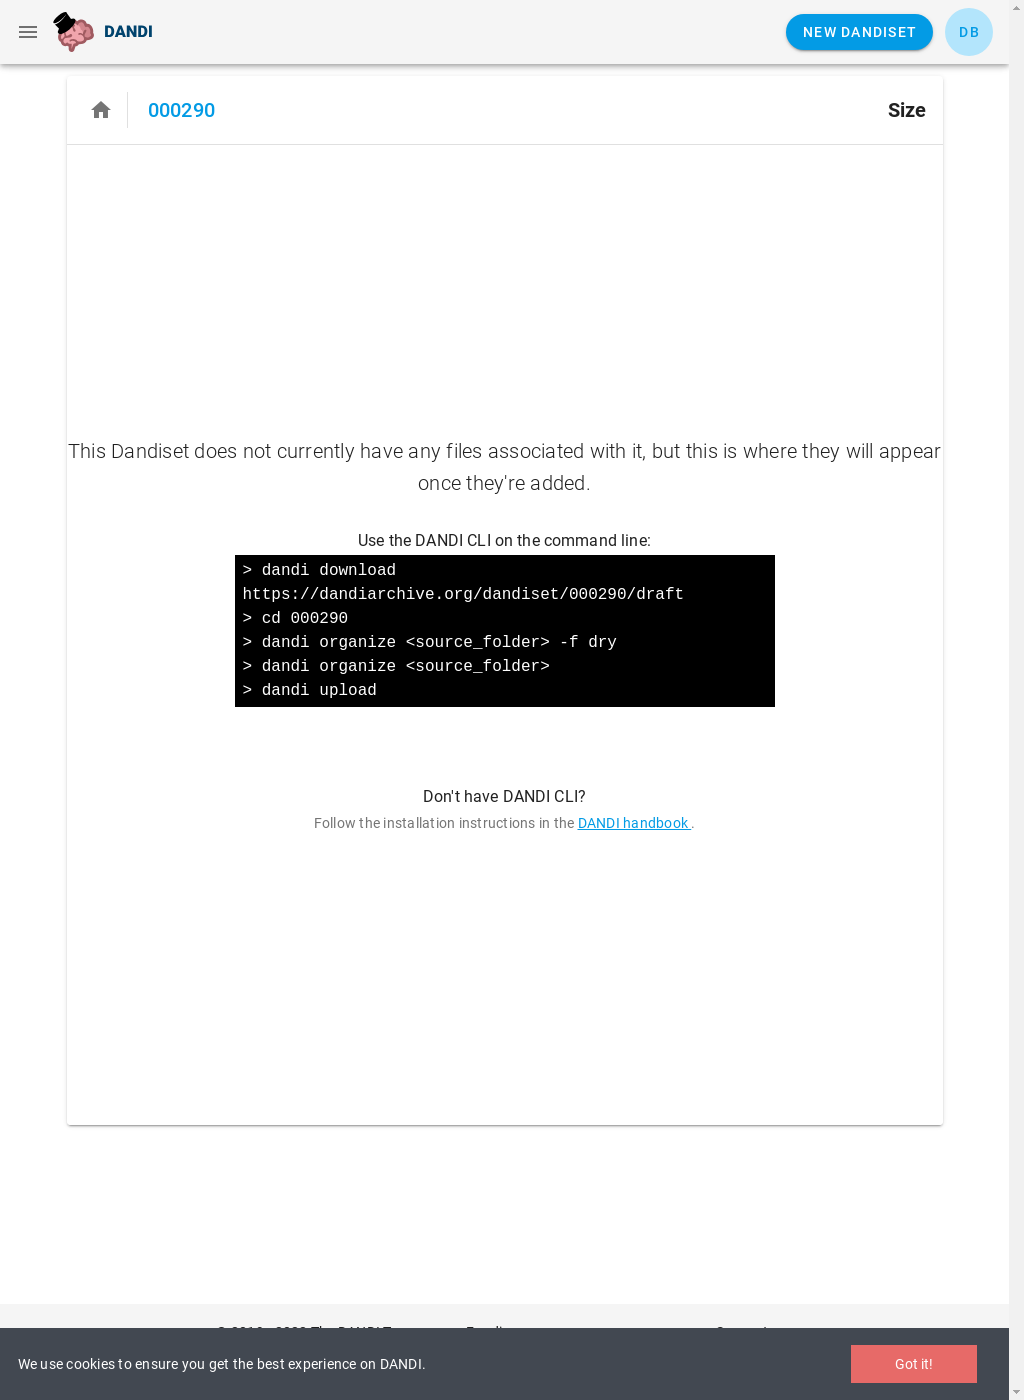 DANDI
NEW DANDISET
DB
000290
Size
This Dandiset does not currently have any files associated with it, but this is where they will appear
once they're added.
Use the DANDI CLI on the command line:
> dandi download
https://dandiarchive.org/dandiset/000290/draft
> cd 000290
> dandi organize <source_folder> -f dry
> dandi organize <source_folder>
> dandi upload
Don't have DANDI CLI?
Follow the installation instructions in the DANDI handbook .
We use cookies to ensure you get the best experience on DANDI.
Got it!